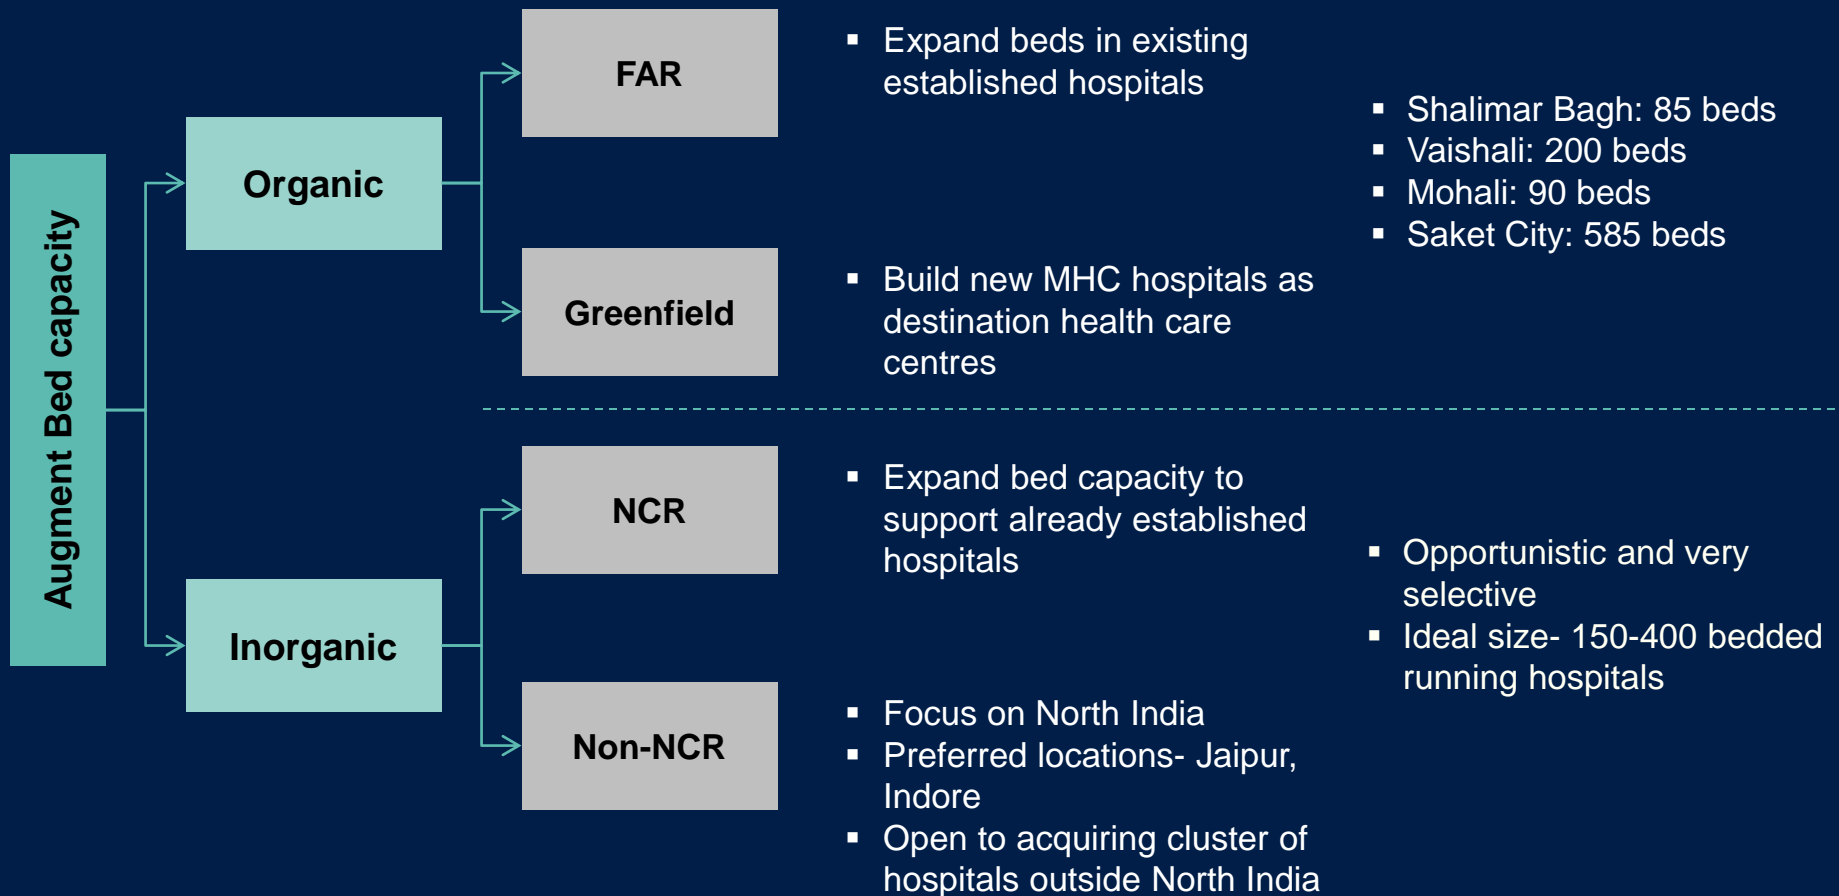 Augment Bed capacity
Organic
FAR
▪ Expand beds in existing
established hospitals
Greenfield
▪ Build new MHC hospitals as
destination health care
centres
▪ Shalimar Bagh: 85 beds
▪ Vaishali: 200 beds
▪ Mohali: 90 beds
▪ Saket City: 585 beds
Inorganic
NCR
▪ Expand bed capacity to
support already established
hospitals
Non-NCR
▪ Focus on North India
▪ Preferred locations- Jaipur,
Indore
▪ Open to acquiring cluster of
hospitals outside North India
▪ Opportunistic and very
selective
▪ Ideal size- 150-400 bedded
running hospitals